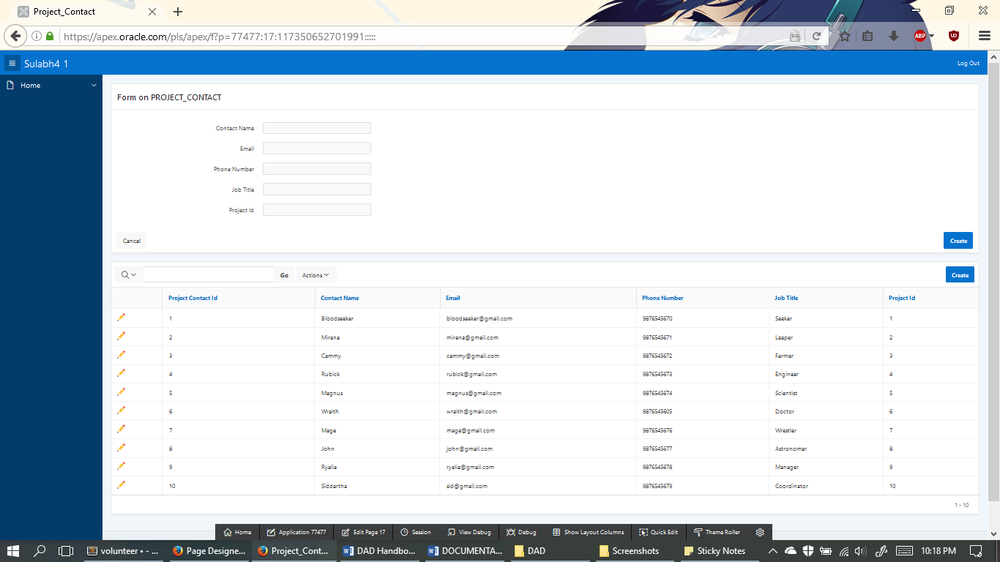 Project_Contact
https://apex.oracle.com/pls/apex/f?p=77477:17:117350652701991:::::
ABP
Sulabh4 1
Log Out
Home
Form on PROJECT_CONTACT
Contact Name
Email
Phone Number
Job Title
Project Id
Cancel
Create
Go
Actions
Create
Project Contact Id Contact Name Email Phone Number Job Title Project Id
1 Bloodseeker bloodseeker@gmail.com 9876545670 Seeker 1
2 Mirana mirana@gmail.com 9876545671 Leaper 2
3 Cammy cammy@gmail.com 9876545672 Farmer 3
4 Rubick rubick@gmail.com 9876545673 Engineer 4
5 Magnus magnus@gmail.com 9876545674 Scientist 5
6 Wraith wraith@gmail.com 9876545605 Doctor 6
7 Mage mage@gmail.com 9876545676 Wrestler 7
8 John john@gmail.com 9876545677 Astronomer 8
9 Ryalia ryalia@gmail.com 9876545678 Manager 9
10 Siddartha sid@gmail.com 9876545679 Coordinator 10
1 - 10
Home Application 77477 Edit Page 17 Session View Debug Debug Show Layout Columns Quick Edit Theme Roller
volunteer • - ... Page Designe... Project_Cont... DAD Handbo... DOCUMENTA... DAD Screenshots Sticky Notes 10:18 PM